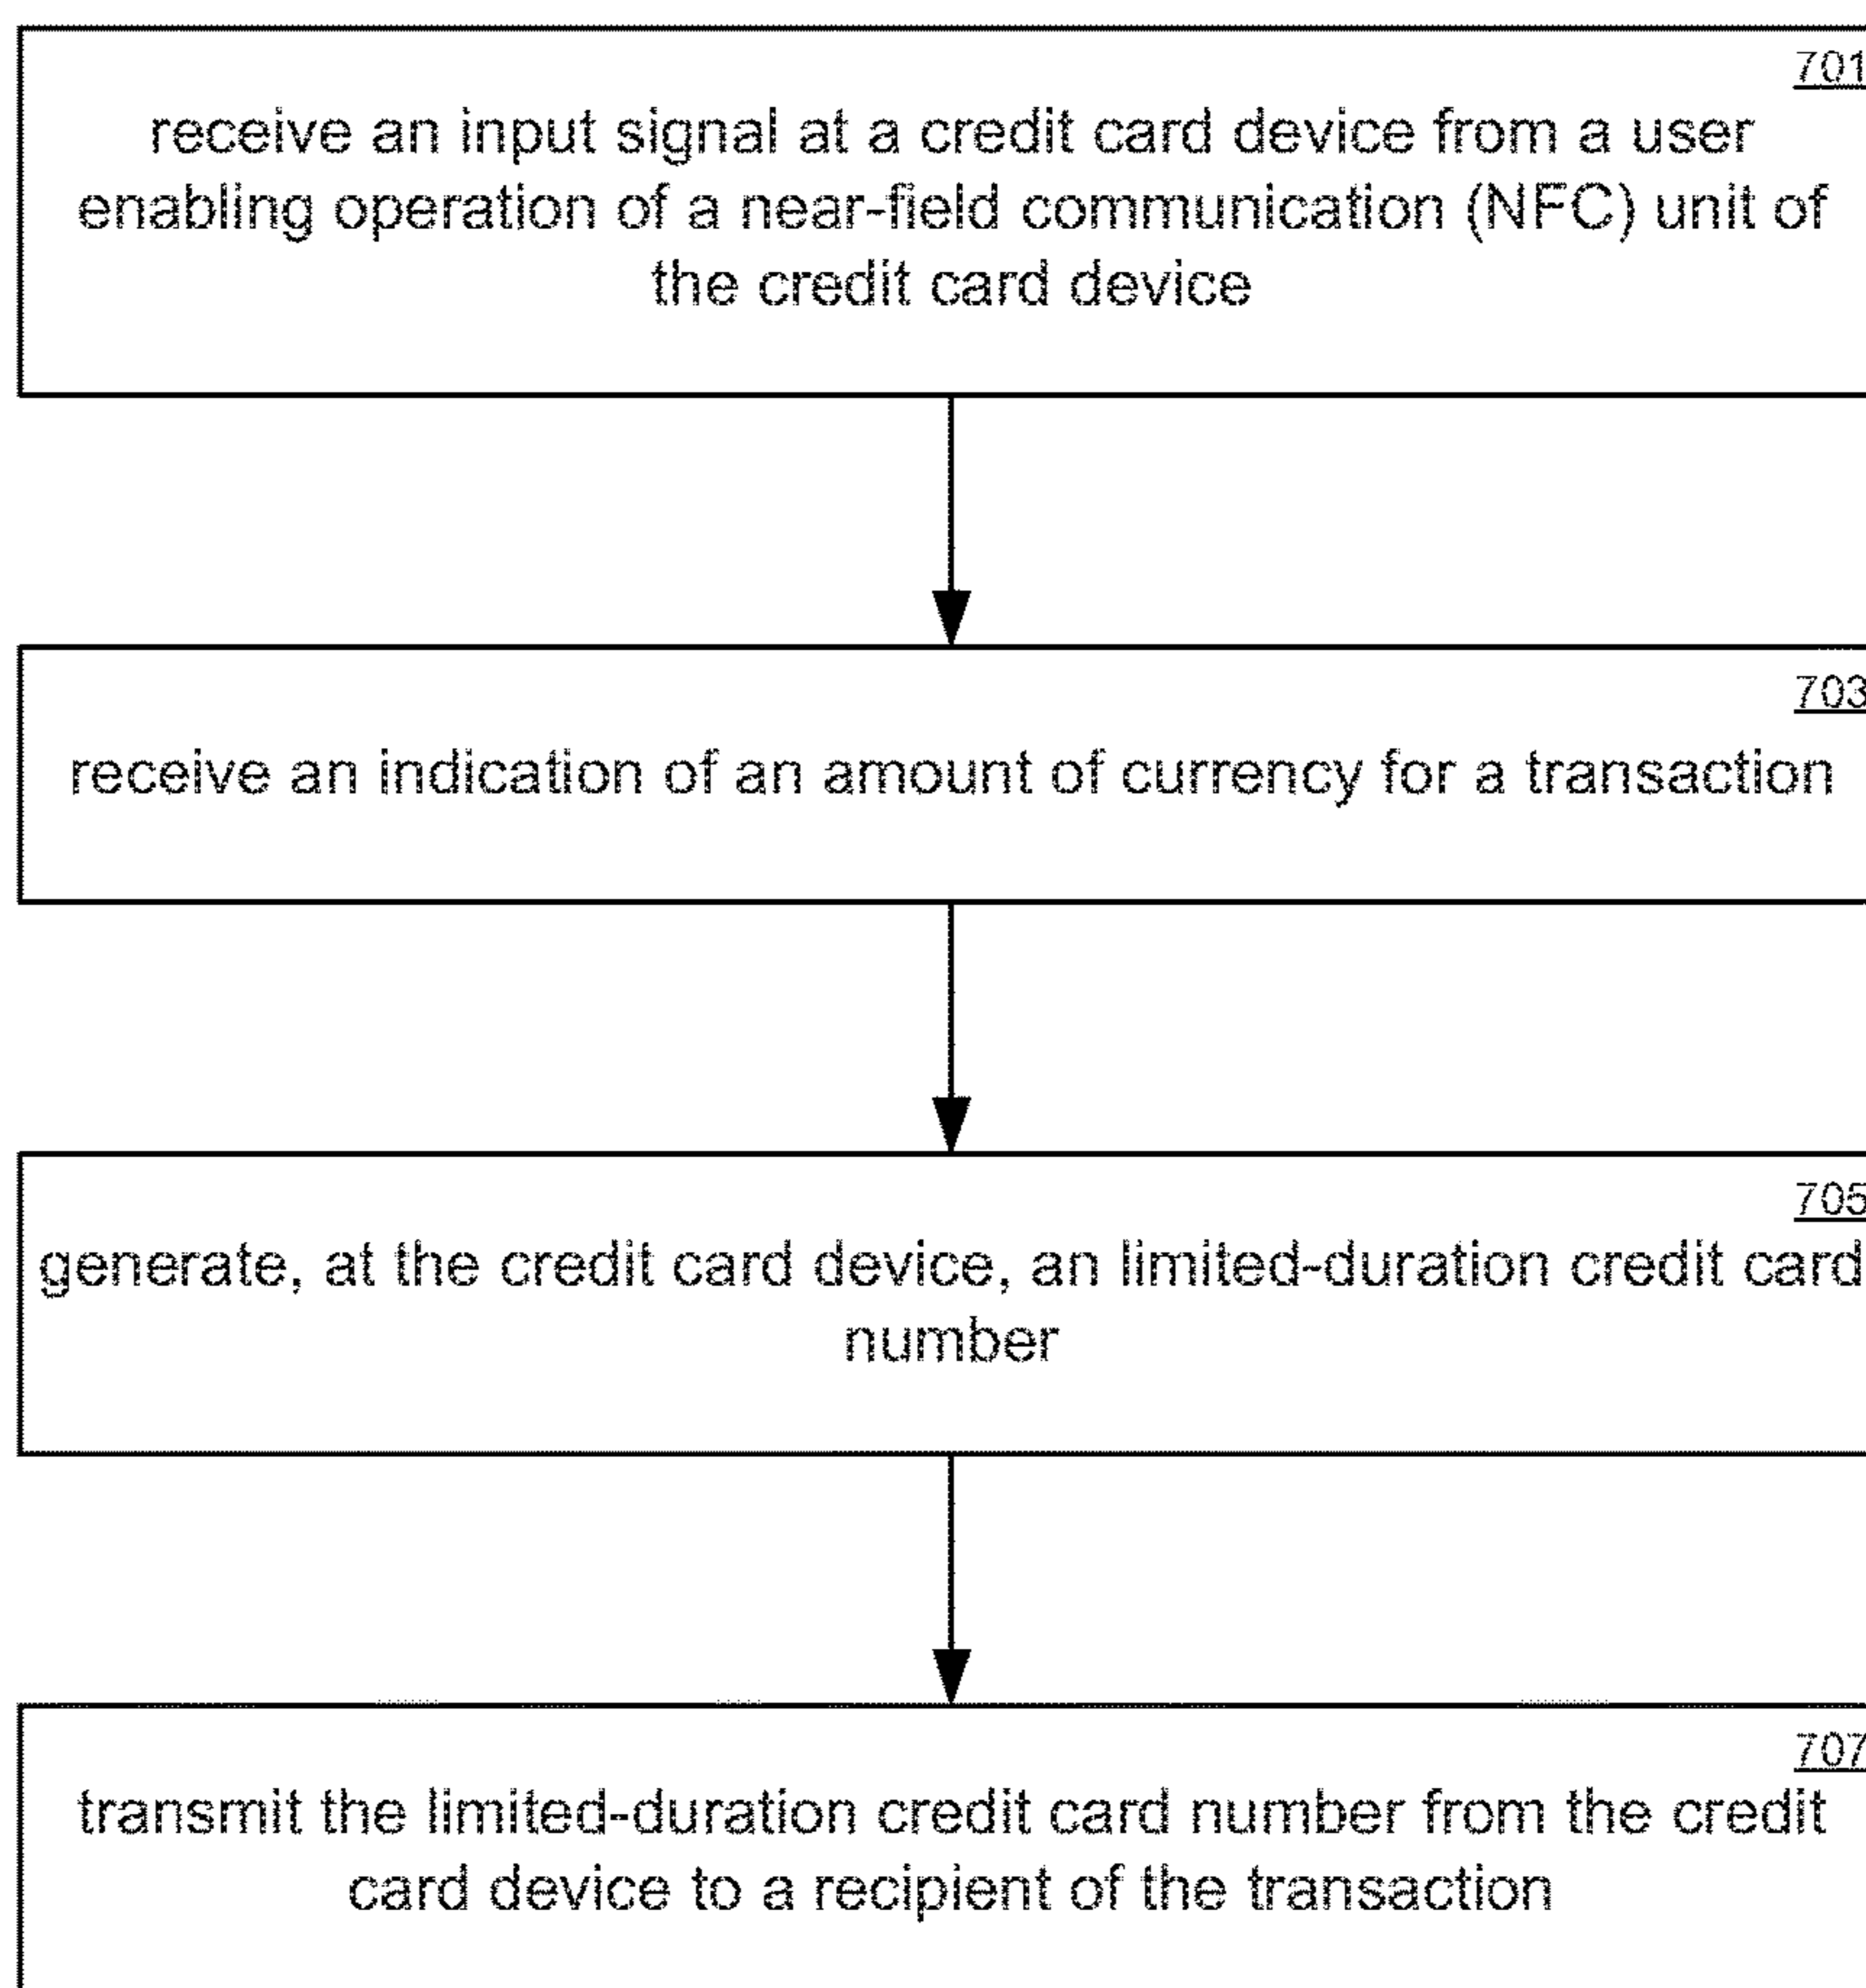 701
receive an input signal at a credit card device from a user
enabling operation of a near-field communication (NFC) unit of
the credit card device
703
receive an indication of an amount of currency for a transaction
705
generate, at the credit card device, an limited-duration credit card
number
707
transmit the limited-duration credit card number from the credit
card device to a recipient of the transaction